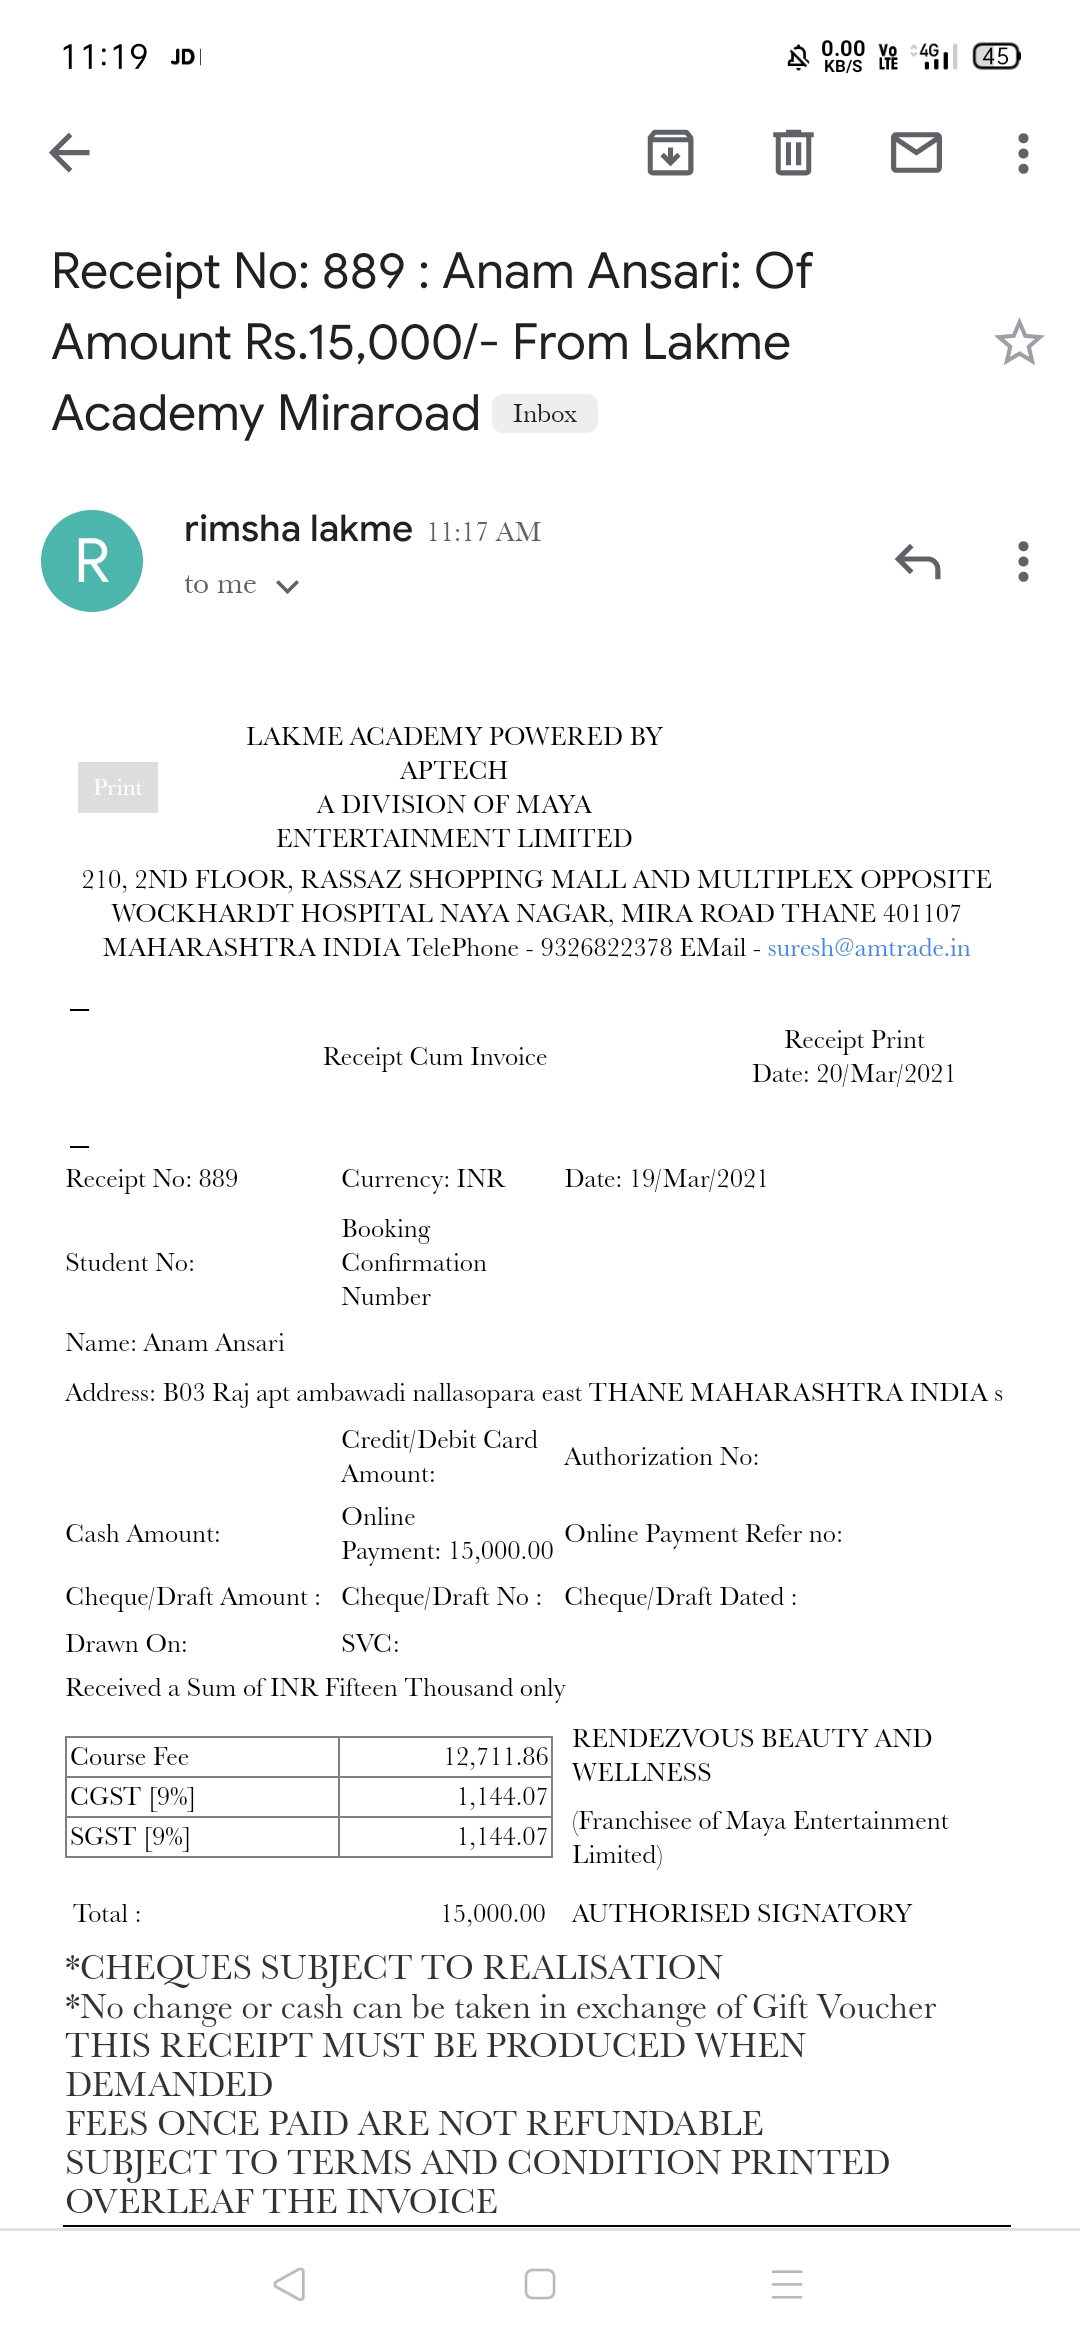 11:19 JD
0.00 KB/S Vo LTE 4G 45
Receipt No: 889 : Anam Ansari: Of
Amount Rs.15,000/- From Lakme
Academy Miraroad Inbox
R
rimsha lakme 11:17 AM
to me
LAKME ACADEMY POWERED BY
APTECH
Print
A DIVISION OF MAYA
ENTERTAINMENT LIMITED
210, 2ND FLOOR, RASSAZ SHOPPING MALL AND MULTIPLEX OPPOSITE
WOCKHARDT HOSPITAL NAYA NAGAR, MIRA ROAD THANE 401107
MAHARASHTRA INDIA TelePhone - 9326822378 EMail - suresh@amtrade.in
Receipt Cum Invoice
Receipt Print
Date: 20/Mar/2021
Receipt No: 889 Currency: INR Date: 19/Mar/2021
Student No:
Booking
Confirmation
Number
Name: Anam Ansari
Address: B03 Raj apt ambawadi nallasopara east THANE MAHARASHTRA INDIA s
Credit/Debit Card
Amount:
Authorization No:
Cash Amount:
Online
Payment: 15,000.00
Online Payment Refer no:
Cheque/Draft Amount : Cheque/Draft No : Cheque/Draft Dated :
Drawn On: SVC:
Received a Sum of INR Fifteen Thousand only
Course Fee 12,711.86
CGST [9%] 1,144.07
SGST [9%] 1,144.07
RENDEZVOUS BEAUTY AND
WELLNESS
(Franchisee of Maya Entertainment
Limited)
Total : 15,000.00 AUTHORISED SIGNATORY
*CHEQUES SUBJECT TO REALISATION
*No change or cash can be taken in exchange of Gift Voucher
THIS RECEIPT MUST BE PRODUCED WHEN
DEMANDED
FEES ONCE PAID ARE NOT REFUNDABLE
SUBJECT TO TERMS AND CONDITION PRINTED
OVERLEAF THE INVOICE